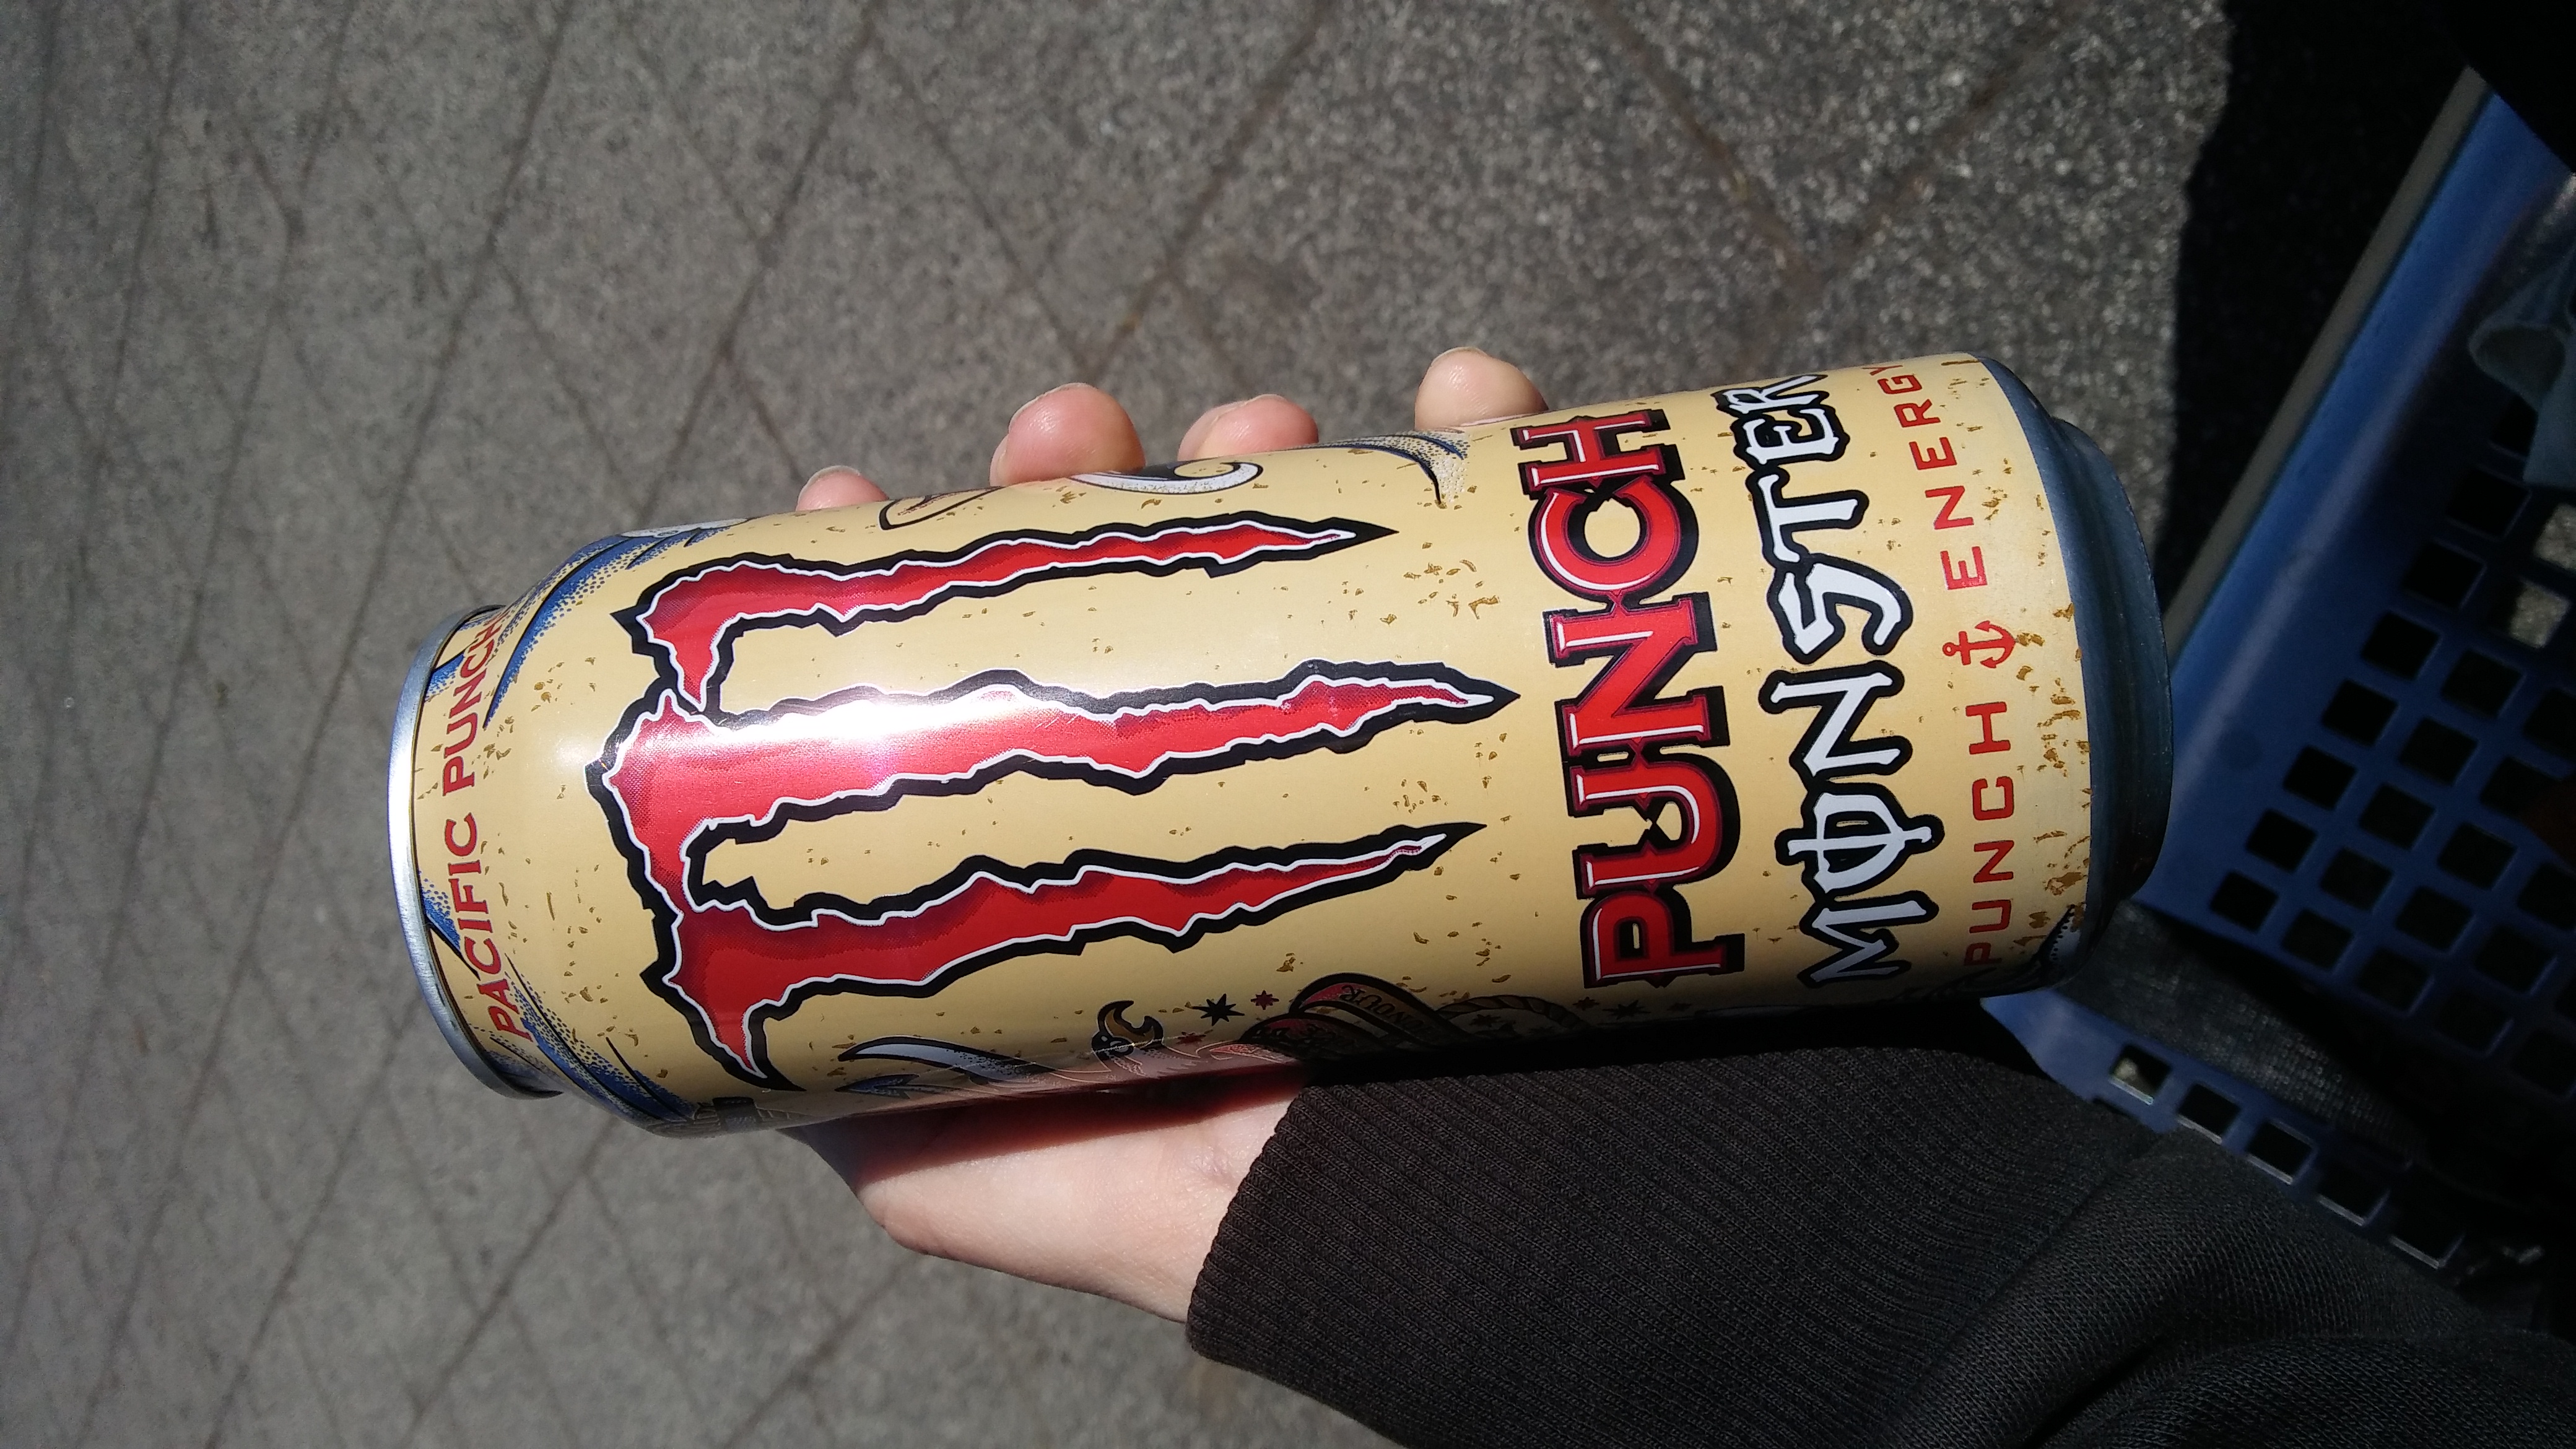 PACIFIC PUNCH
PUNCH
MONSTER
PUNCH ENERGY